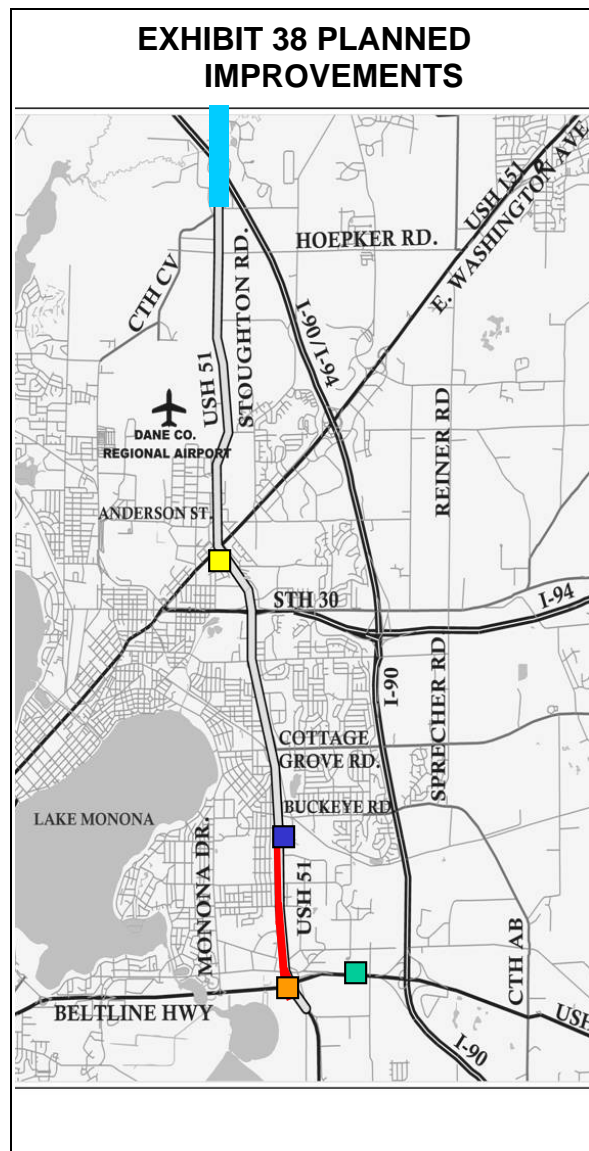 EXHIBIT 38 PLANNED
IMPROVEMENTS
USH 151
E. WASHINGTON AVE
HOEPKER RD.
CTH CV
USH 51
STOUGHTON RD.
I-90/I-94
REINER RD
DANE CO.
REGIONAL AIRPORT
ANDERSON ST.
STH 30
I-94
I-90
SPRECHER RD
COTTAGE
GROVE RD.
BUCKEYE RD
LAKE MONONA
MONONA DR.
USH 51
CTH AB
BELTLINE HWY
USH
I-90